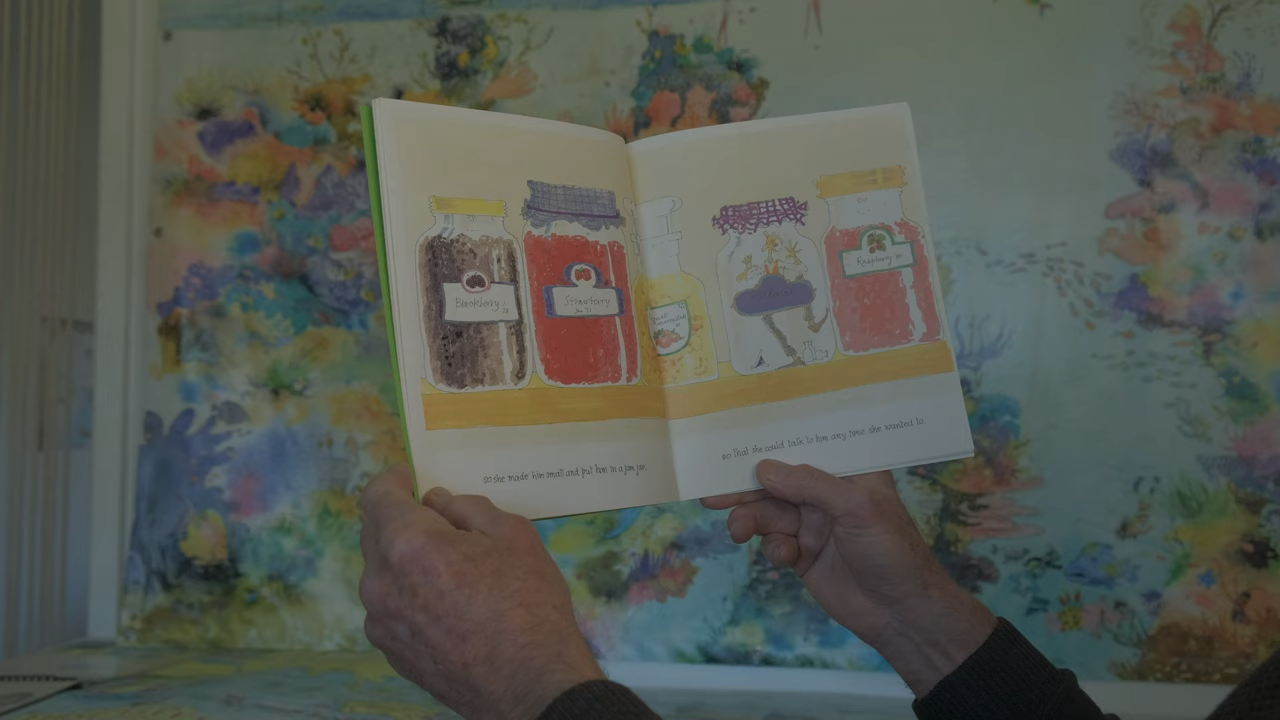 Blackberry
Strawberry
Raspberry
so she made him small and put him in a jam jar,
so that she could talk to him any time she wanted to.